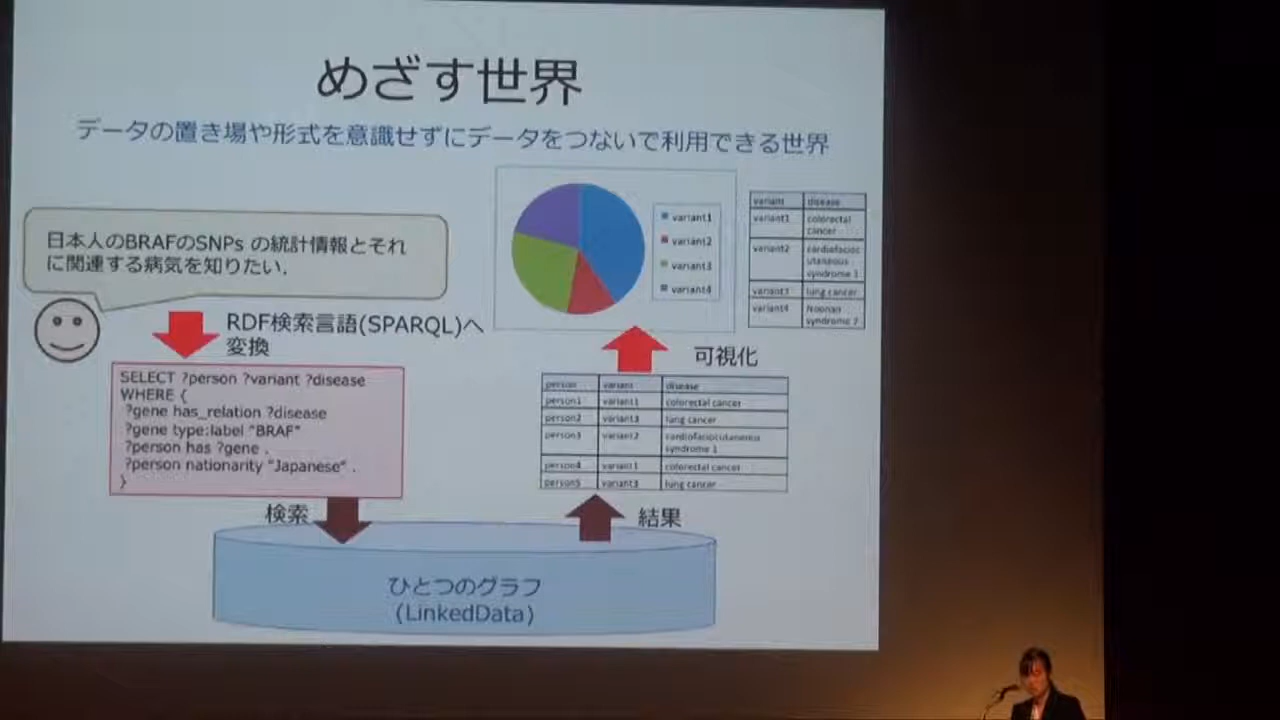 めざす世界
データの置き場や形式を意識せずにデータをつないで利用できる世界
日本人のBRAFのSNPs の統計情報とそれ
に関連する病気を知りたい.
RDF検索言語(SPARQL)へ
変換
SELECT ?person ?variant ?disease
WHERE {
?gene has_relation ?disease
?gene type:label "BRAF"
?person has ?gene .
?person nationarity "Japanese" .
}
検索
ひとつのグラフ
(LinkedData)
結果
person variant disease
person1 variant1 colorectal cancer
person2 variant3 lung cancer
person3 variant2 cardiofaciocutaneous
syndrome 1
person4 variant1 colorectal cancer
person5 variant3 lung cancer
可視化
variant1
variant2
variant3
variant4
variant disease
variant1 colorectal
cancer
variant2 cardiafacioc
utaneous
syndrome 1
variant3 lung cancer
variant4 Noonan
syndrome 7